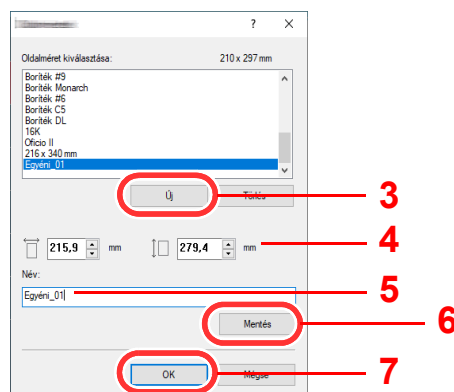 ? ×
Oldalméret kiválasztása: 210 x 297 mm
Boríték #9
Boríték Monarch
Boríték #6
Boríték C5
Boríték DL
16K
Oficio II
216 x 340 mm
Egyéni_01
Új Törlés 3
215,9 mm 279,4 mm 4
Név:
Egyéni_01 5
Mentés 6
OK Mégse 7